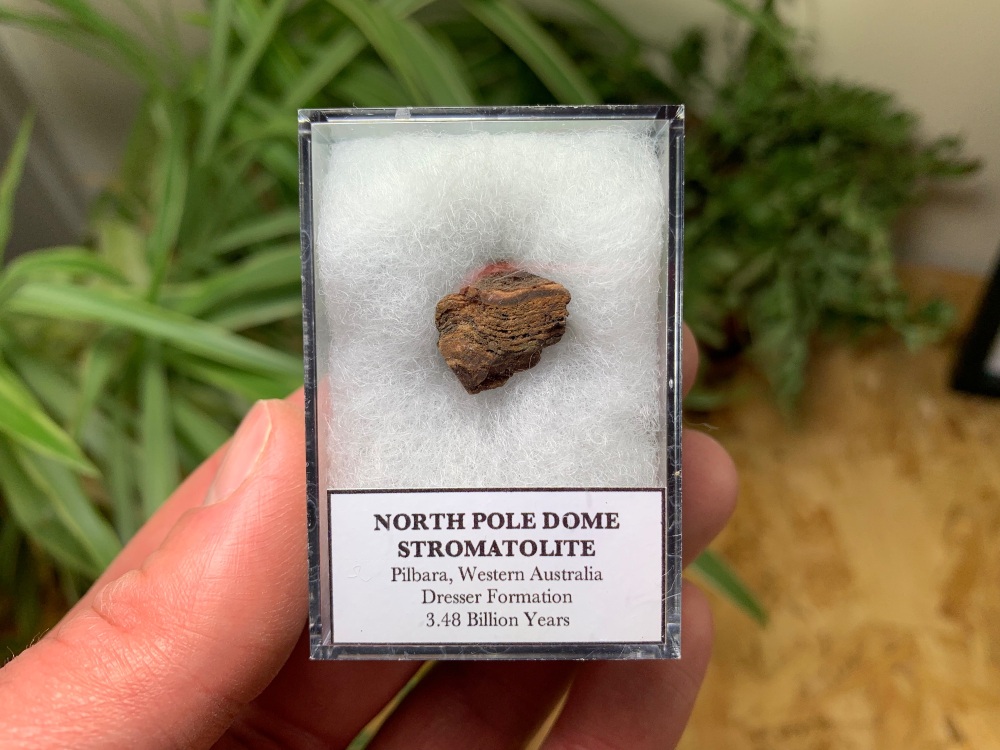 NORTH POLE DOME
STROMATOLITE
Pilbara, Western Australia
Dresser Formation
3.48 Billion Years